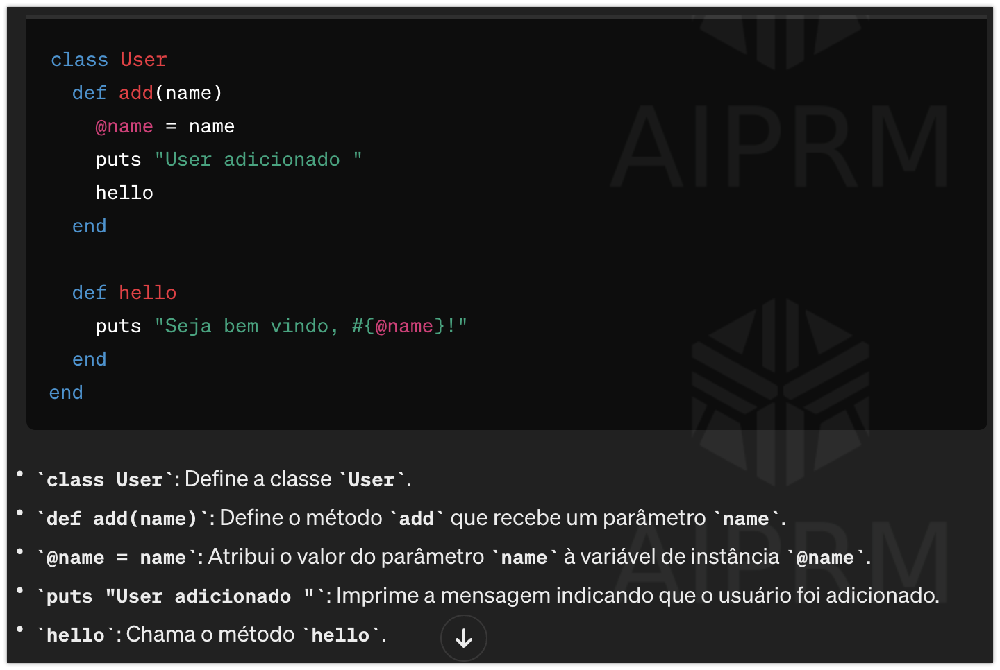 class User
def add(name)
@name = name
puts "User adicionado "
hello
end
def hello
puts "Seja bem vindo, #{@name}!"
end
end
AIPRM
• `class User`: Define a classe `User`.
• `def add(name)`: Define o método `add` que recebe um parâmetro `name`.
• `@name = name`: Atribui o valor do parâmetro `name` à variável de instância `@name`.
• `puts "User adicionado "`: Imprime a mensagem indicando que o usuário foi adicionado.
• `hello`: Chama o método `hello`.
AIPRM